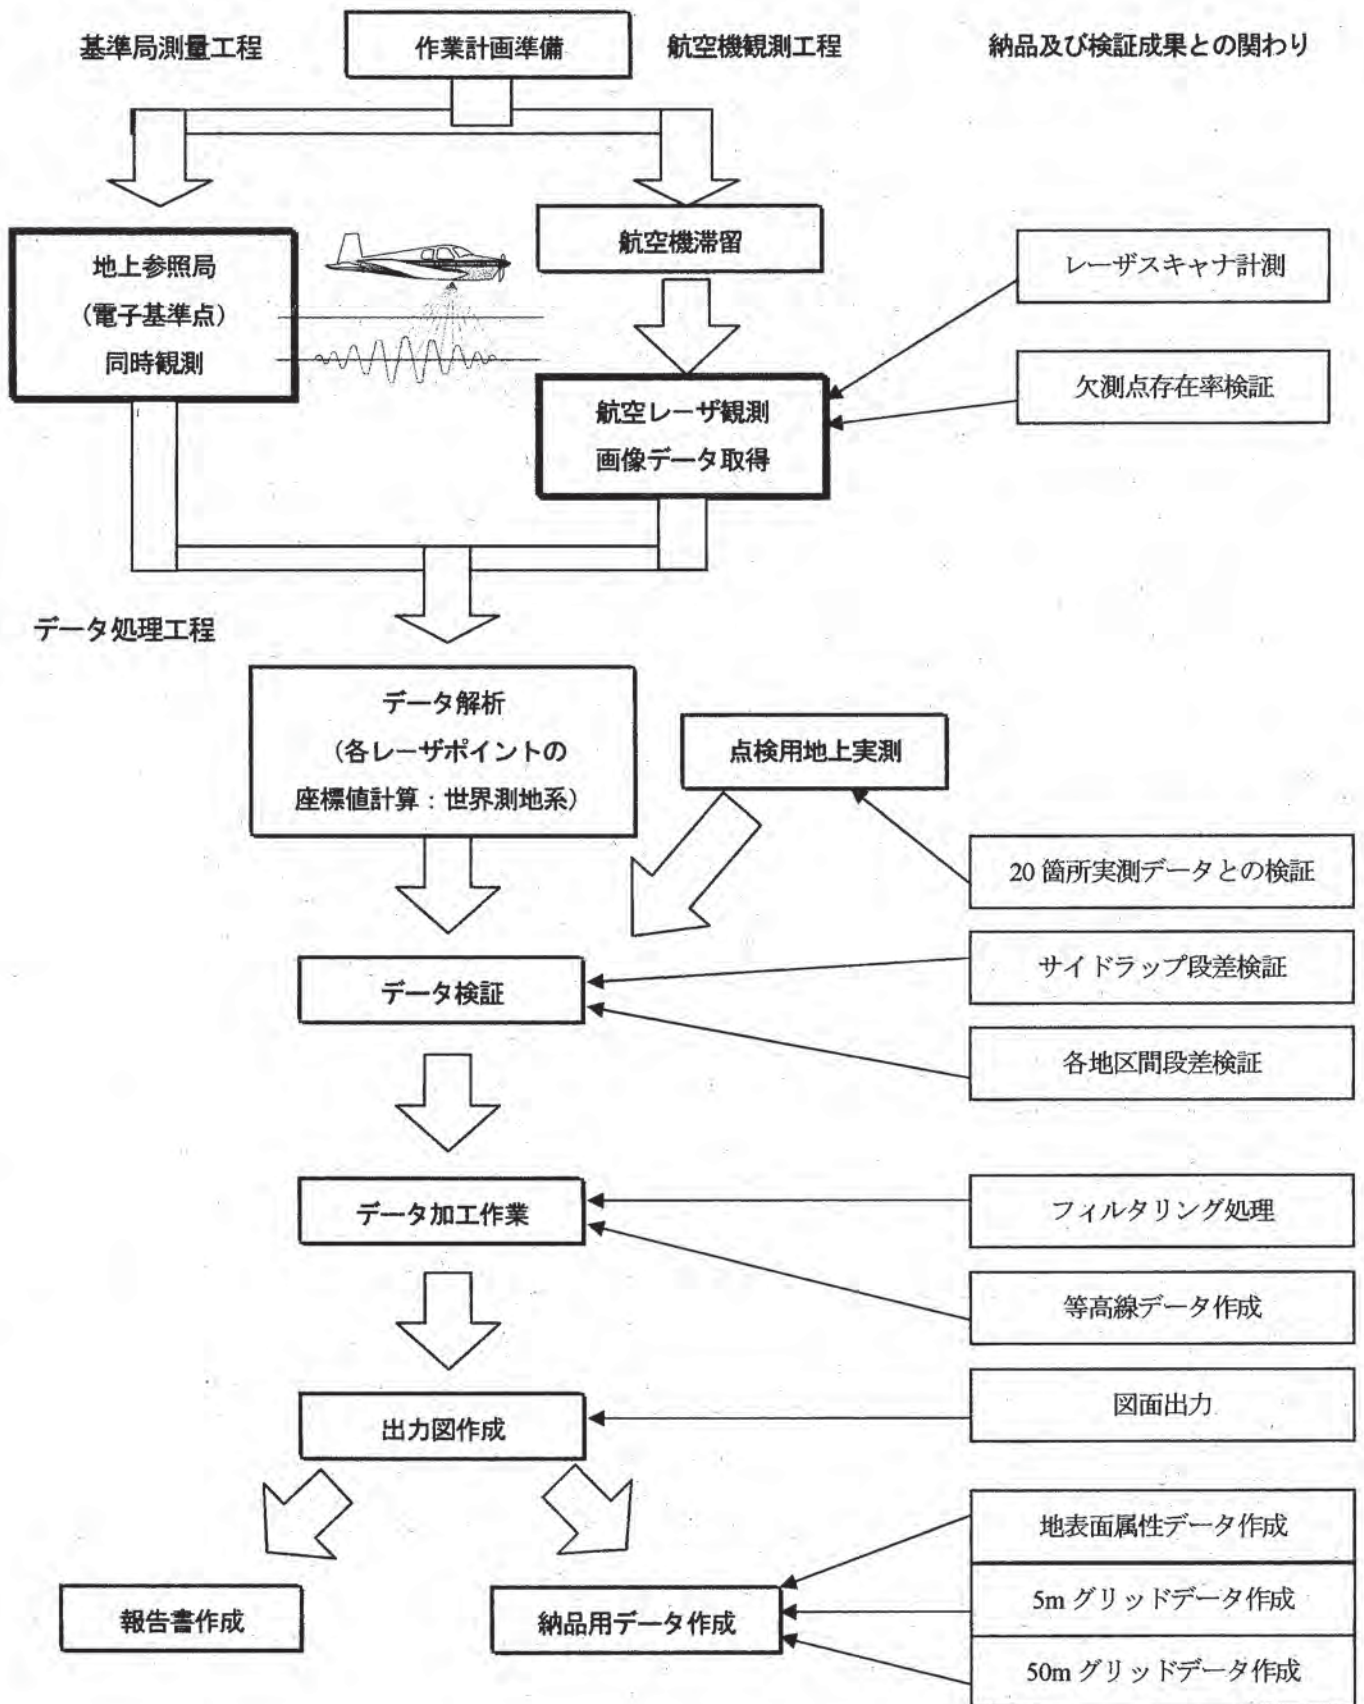 基準局測量工程
作業計画準備
航空機観測工程
納品及び検証成果との関わり
地上参照局
（電子基準点）
同時観測
航空機滞留
レーザスキャナ計測
欠測点存在率検証
航空レーザ観測
画像データ取得
データ処理工程
データ解析
（各レーザポイントの
座標値計算：世界測地系）
点検用地上実測
20 箇所実測データとの検証
データ検証
サイドラップ段差検証
各地区間段差検証
データ加工作業
フィルタリング処理
等高線データ作成
出力図作成
図面出力
報告書作成
納品用データ作成
地表面属性データ作成
5m グリッドデータ作成
50m グリッドデータ作成